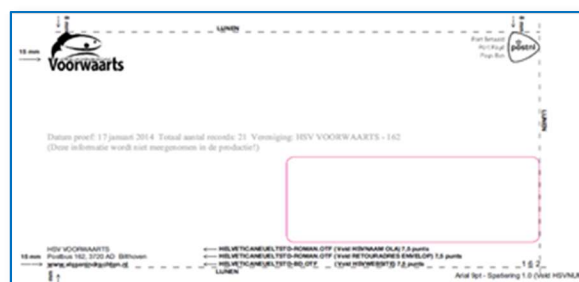 LIJNEN
15 mm
Voorwaarts
Port betaald
Port Payé
Pays-Bas
postnl
LIJNEN
Datum proef: 17 januari 2014 Totaal aantal records: 21 Vereniging: HSV VOORWAARTS - 162
(Deze informatie wordt niet meegenomen in de productie!)
HSV VOORWAARTS
Postbus 162, 3720 AD Bilthoven
HELVETICANEUELTSTD-ROMAN.OTF (Veld HSVNAAM OLA) 7,5 punts
HELVETICANEUELTSTD-ROMAN.OTF (Veld RETOURADRES ENVELOP) 7,5 punts
15 mm
HELVETICANEUELTSTD-BD.OTF (Veld HSVWEBSITE) 7,5 punts
162
LIJNEN
Arial 9pt - Spatiering 1.0 (Veld HSVNUM